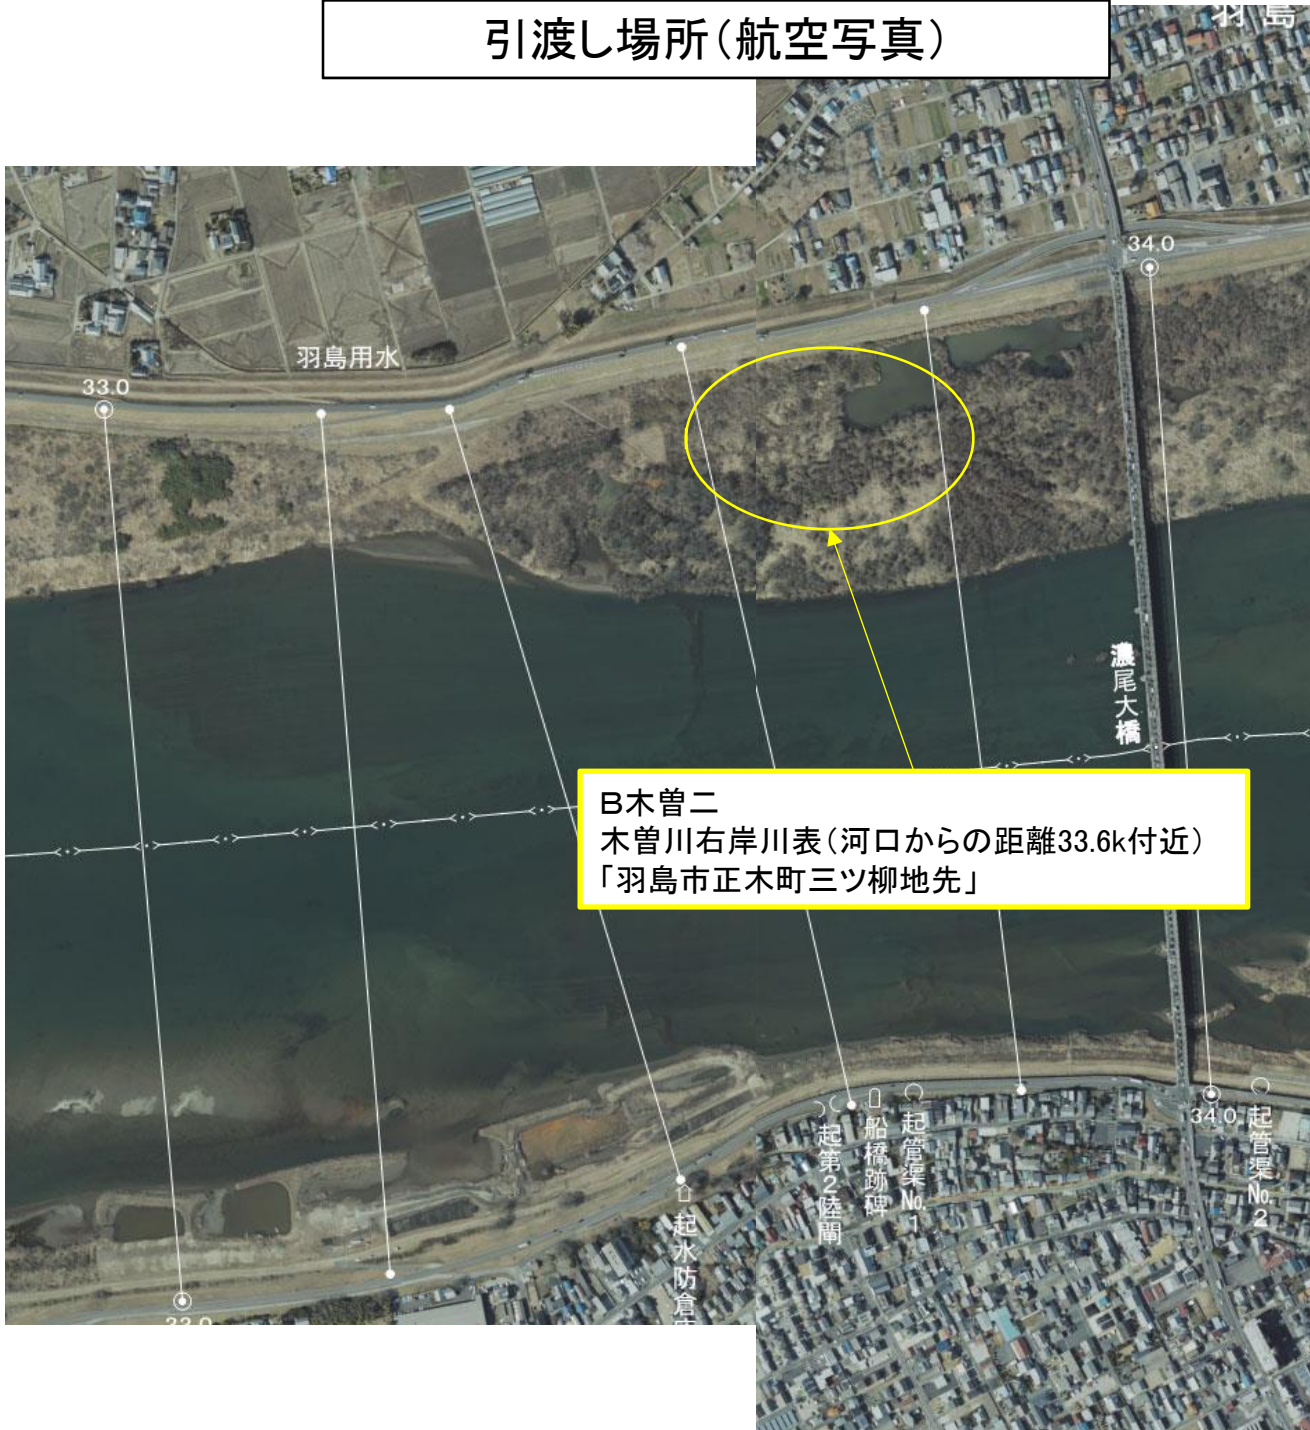 引渡し場所（航空写真）
羽島
34.0
羽島用水
33.0
濃尾大橋
Ｂ木曽二
木曽川右岸川表（河口からの距離33.6k付近）
「羽島市正木町三ツ柳地先」
起第2陸閘
船橋跡碑
起管渠№1
34.0
起管渠№2
起水防倉庫
33.0